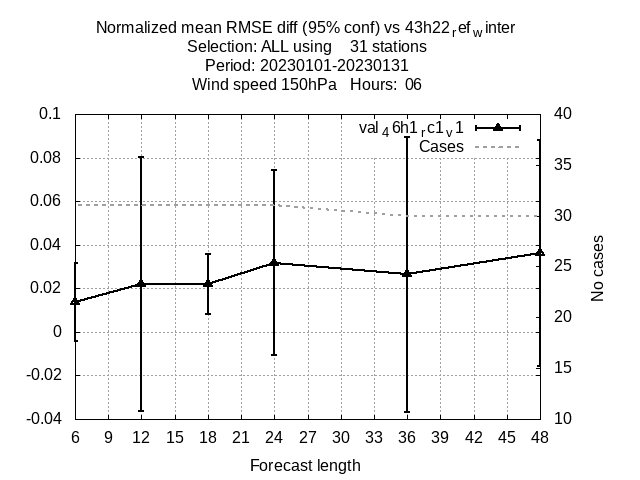 Normalized mean RMSE diff (95% conf) vs 43h22refwinter
Selection: ALL using 31 stations
Period: 20230101-20230131
Wind speed 150hPa Hours: 06
0.1 40
val46h1rc1v1
Cases
0.08 35
0.06 30
0.04 25
0.02 20
0
-0.02 15
-0.04 10
No cases
6 9 12 15 18 21 24 27 30 33 36 39 42 45 48
Forecast length